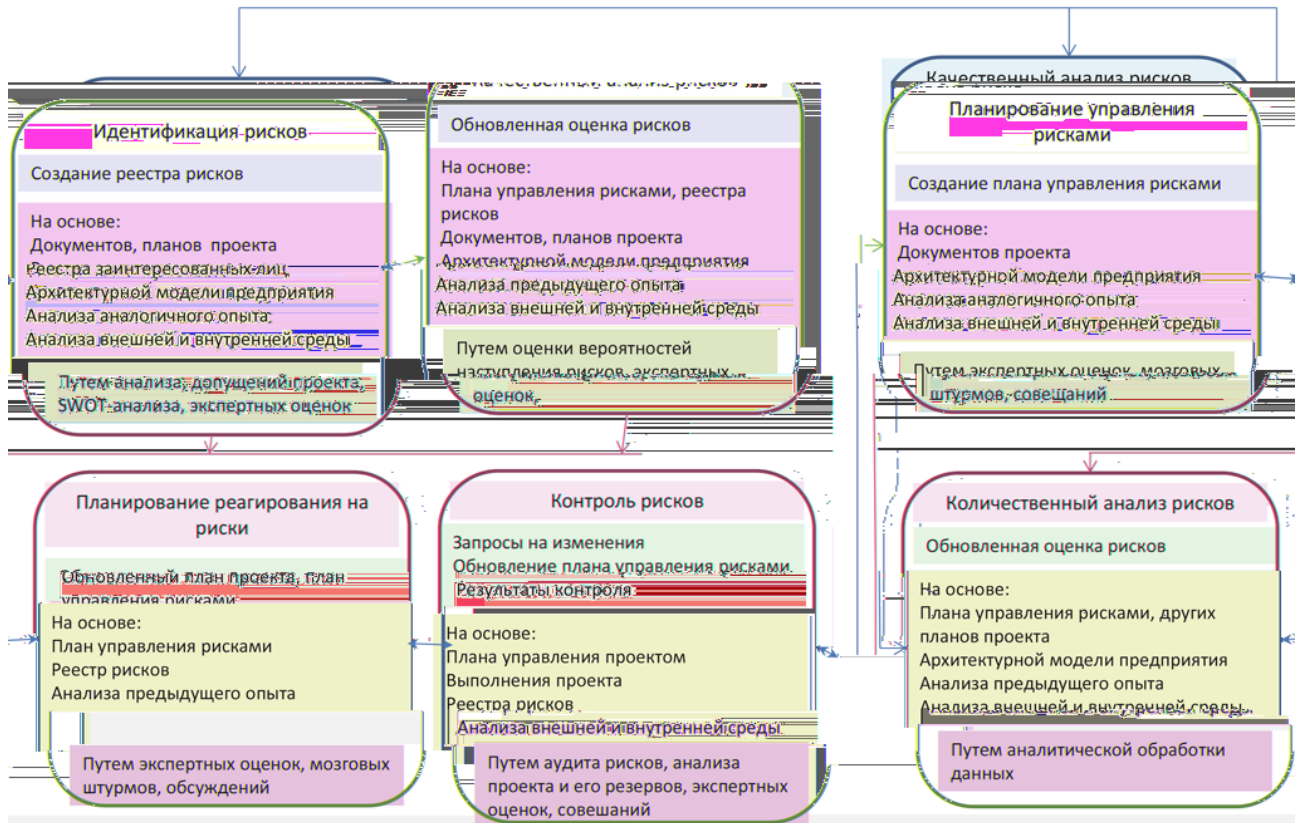 Идентификация рисков
Создание реестра рисков
На основе:
Документов, планов проекта
Реестра заинтересованных лиц
Архитектурной модели предприятия
Анализа аналогичного опыта
Анализа внешней и внутренней среды
Путем анализа, допущений проекта,
SWOT-анализа, экспертных оценок
Качественный анализ рисков
Обновленная оценка рисков
На основе:
Плана управления рисками, реестра
рисков
Документов, планов проекта
Архитектурной модели предприятия
Анализа предыдущего опыта
Анализа внешней и внутренней среды
Путем оценки вероятностей
наступления рисков, экспертных
оценок
Качественный анализ рисков
Планирование управления
рисками
Создание плана управления рисками
На основе:
Документов проекта
Архитектурной модели предприятия
Анализа аналогичного опыта
Анализа внешней и внутренней среды
Путем экспертных оценок, мозговых
штурмов, совещаний
Планирование реагирования на
риски
Обновленный план проекта, план
управления рисками
На основе:
План управления рисками
Реестр рисков
Анализа предыдущего опыта
Путем экспертных оценок, мозговых
штурмов, обсуждений
Контроль рисков
Запросы на изменения
Обновление плана управления рисками
Результаты контроля
На основе:
Плана управления проектом
Выполнения проекта
Реестра рисков
Анализа внешней и внутренней среды
Путем аудита рисков, анализа
проекта и его резервов, экспертных
оценок, совешаний
Количественный анализ рисков
Обновленная оценка рисков
На основе:
Плана управления рисками, других
планов проекта
Архитектурной модели предприятия
Анализа предыдущего опыта
Анализа внешней и внутренней среды
Путем аналитической обработки
данных